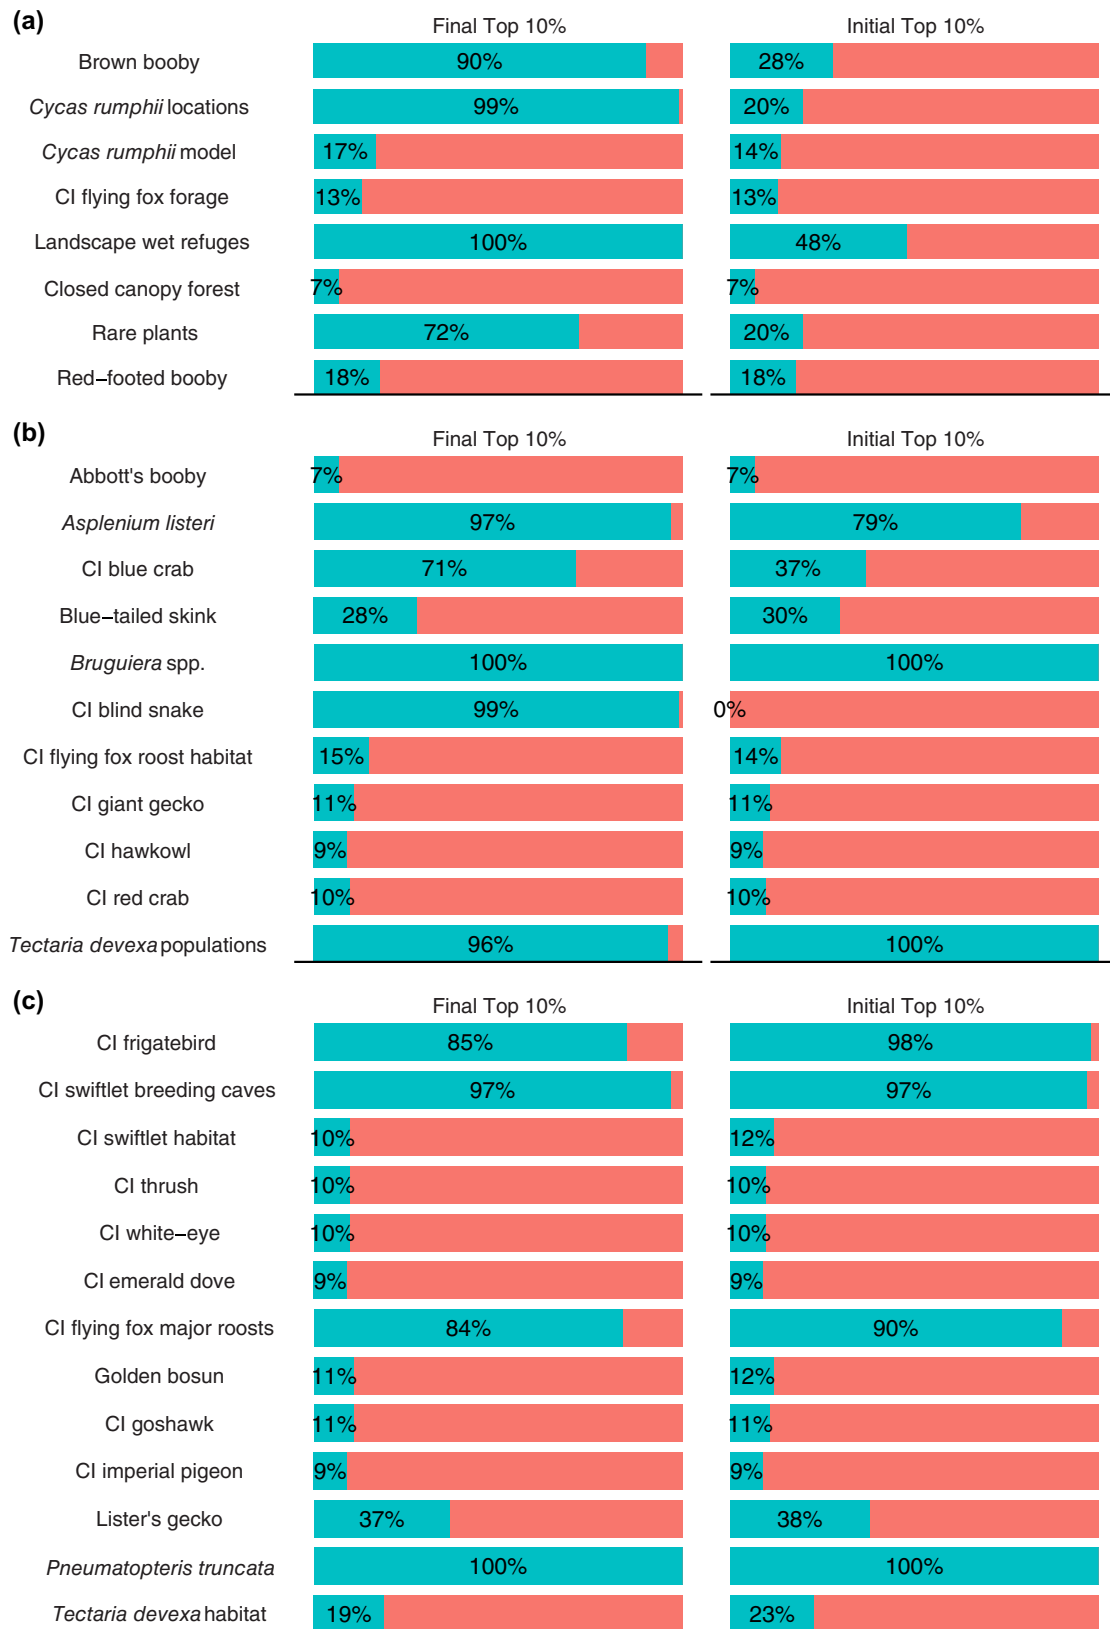 (a)
Final Top 10% Initial Top 10%
Brown booby 90% 28%
Cycas rumphii locations 99% 20%
Cycas rumphii model 17% 14%
CI flying fox forage 13% 13%
Landscape wet refuges 100% 48%
Closed canopy forest 7% 7%
Rare plants 72% 20%
Red−footed booby 18% 18%
(b)
Final Top 10% Initial Top 10%
Abbott's booby 7% 7%
Asplenium listeri 97% 79%
CI blue crab 71% 37%
Blue−tailed skink 28% 30%
Bruguiera spp. 100% 100%
CI blind snake 99% 0%
CI flying fox roost habitat 15% 14%
CI giant gecko 11% 11%
CI hawkowl 9% 9%
CI red crab 10% 10%
Tectaria devexa populations 96% 100%
(c)
Final Top 10% Initial Top 10%
CI frigatebird 85% 98%
CI swiftlet breeding caves 97% 97%
CI swiftlet habitat 10% 12%
CI thrush 10% 10%
CI white−eye 10% 10%
CI emerald dove 9% 9%
CI flying fox major roosts 84% 90%
Golden bosun 11% 12%
CI goshawk 11% 11%
CI imperial pigeon 9% 9%
Lister's gecko 37% 38%
Pneumatopteris truncata 100% 100%
Tectaria devexa habitat 19% 23%